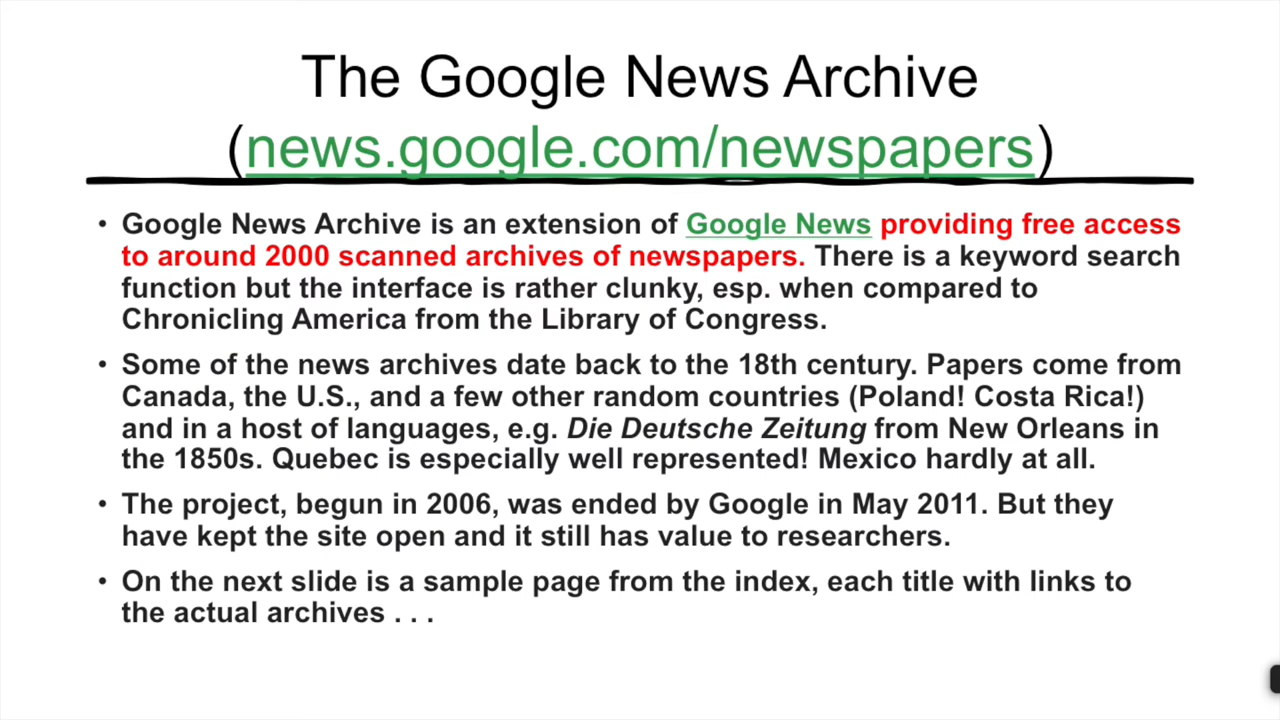 The Google News Archive
(news.google.com/newspapers)
• Google News Archive is an extension of Google News providing free access
to around 2000 scanned archives of newspapers. There is a keyword search
function but the interface is rather clunky, esp. when compared to
Chronicling America from the Library of Congress.
• Some of the news archives date back to the 18th century. Papers come from
Canada, the U.S., and a few other random countries (Poland! Costa Rica!)
and in a host of languages, e.g. Die Deutsche Zeitung from New Orleans in
the 1850s. Quebec is especially well represented! Mexico hardly at all.
• The project, begun in 2006, was ended by Google in May 2011. But they
have kept the site open and it still has value to researchers.
• On the next slide is a sample page from the index, each title with links to
the actual archives . . .